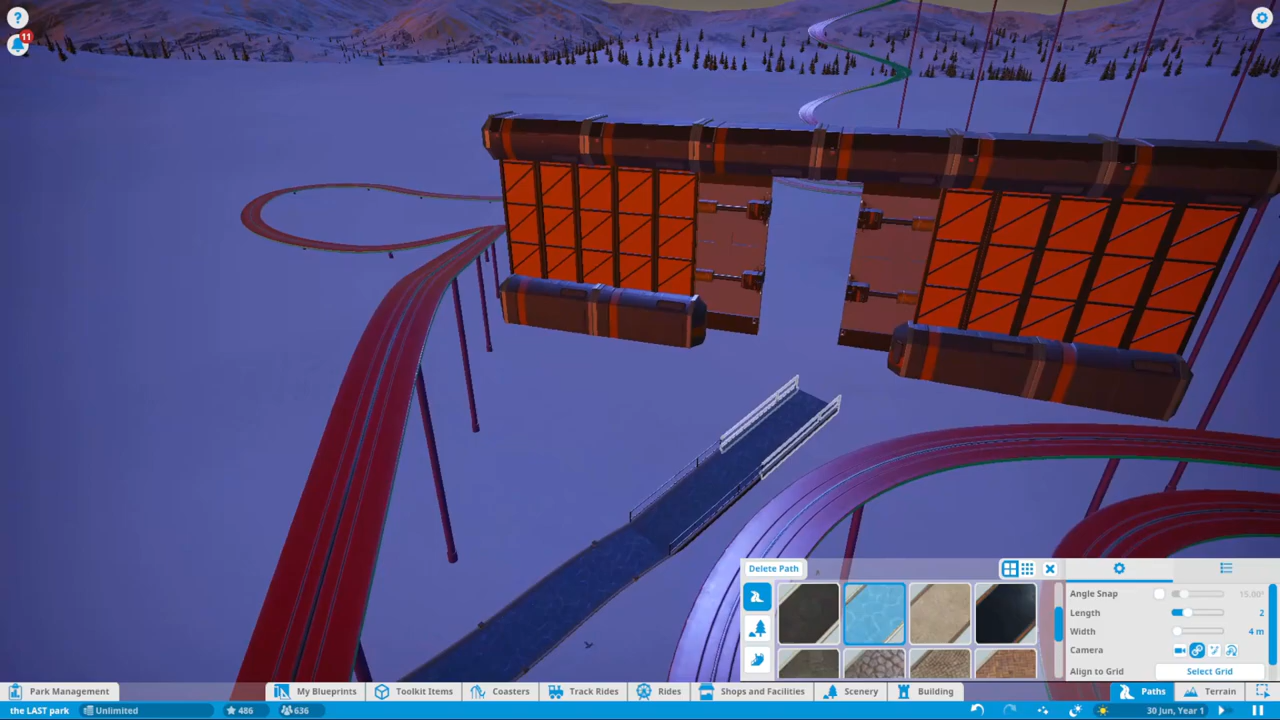 ?
11
Delete Path
Angle Snap 15.00°
Length 2
Width 4 m
Camera
Align to Grid Select Grid
Park Management My Blueprints Toolkit Items Coasters Track Rides Rides Shops and Facilities Scenery Building Paths Terrain
the LAST park Unlimited 486 636 30 Jun, Year 1